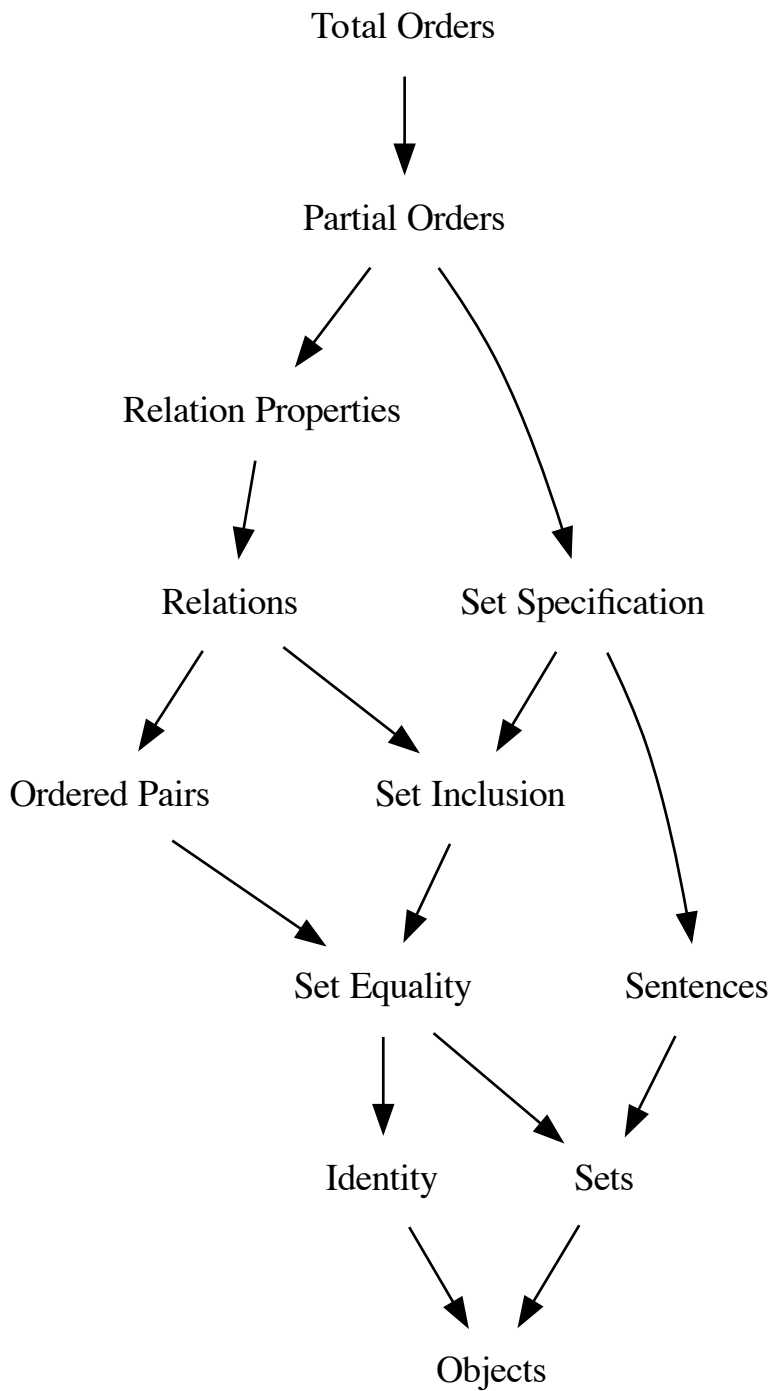 Total Orders
Partial Orders
Relation Properties
Relations
Set Specification
Ordered Pairs
Set Inclusion
Set Equality
Sentences
Identity
Sets
Objects